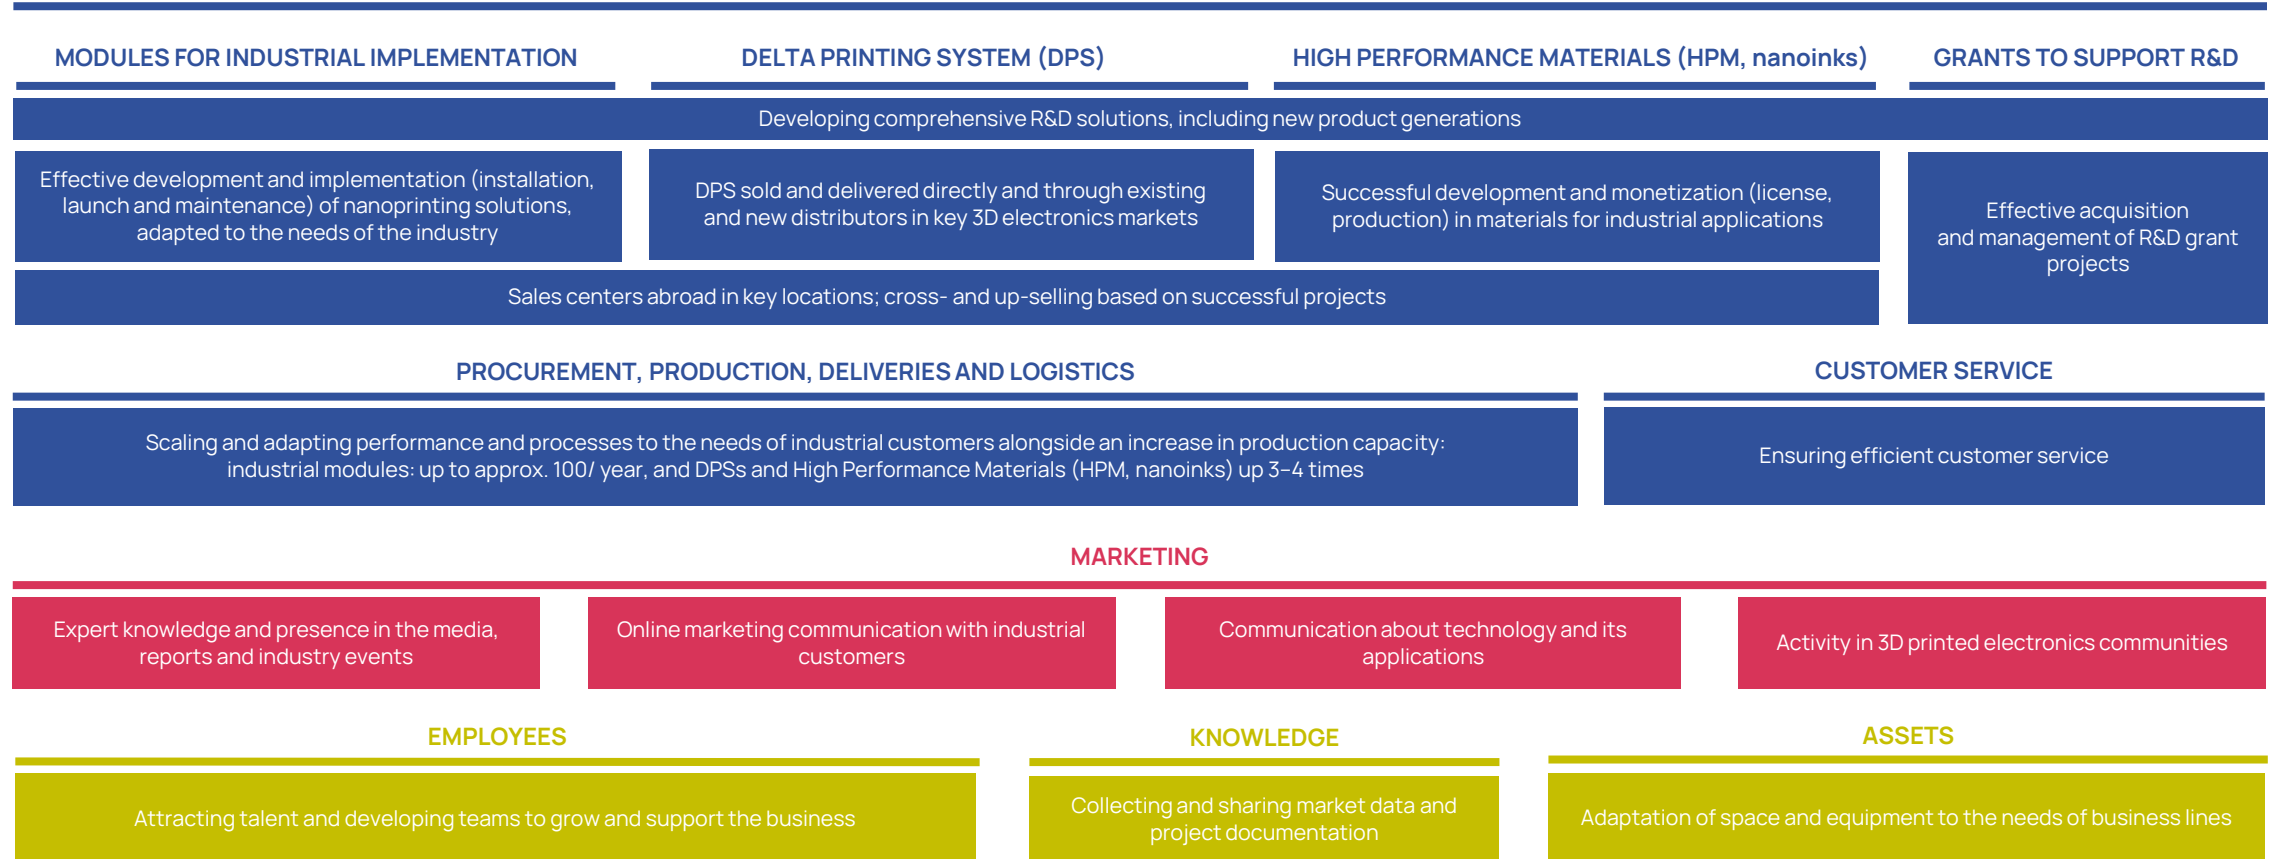 MODULES FOR INDUSTRIAL IMPLEMENTATION
DELTA PRINTING SYSTEM (DPS)
HIGH PERFORMANCE MATERIALS (HPM, nanoinks)
GRANTS TO SUPPORT R&D
Developing comprehensive R&D solutions, including new product generations
Effective development and implementation (installation,
launch and maintenance) of nanoprinting solutions,
adapted to the needs of the industry
DPS sold and delivered directly and through existing
and new distributors in key 3D electronics markets
Successful development and monetization (license,
production) in materials for industrial applications
Effective acquisition
and management of R&D grant
projects
Sales centers abroad in key locations; cross- and up-selling based on successful projects
PROCUREMENT, PRODUCTION, DELIVERIES AND LOGISTICS
CUSTOMER SERVICE
Scaling and adapting performance and processes to the needs of industrial customers alongside an increase in production capacity:
industrial modules: up to approx. 100/ year, and DPSs and High Performance Materials (HPM, nanoinks) up 3–4 times
Ensuring efficient customer service
MARKETING
Expert knowledge and presence in the media,
reports and industry events
Online marketing communication with industrial
customers
Communication about technology and its
applications
Activity in 3D printed electronics communities
EMPLOYEES
KNOWLEDGE
ASSETS
Attracting talent and developing teams to grow and support the business
Collecting and sharing market data and
project documentation
Adaptation of space and equipment to the needs of business lines